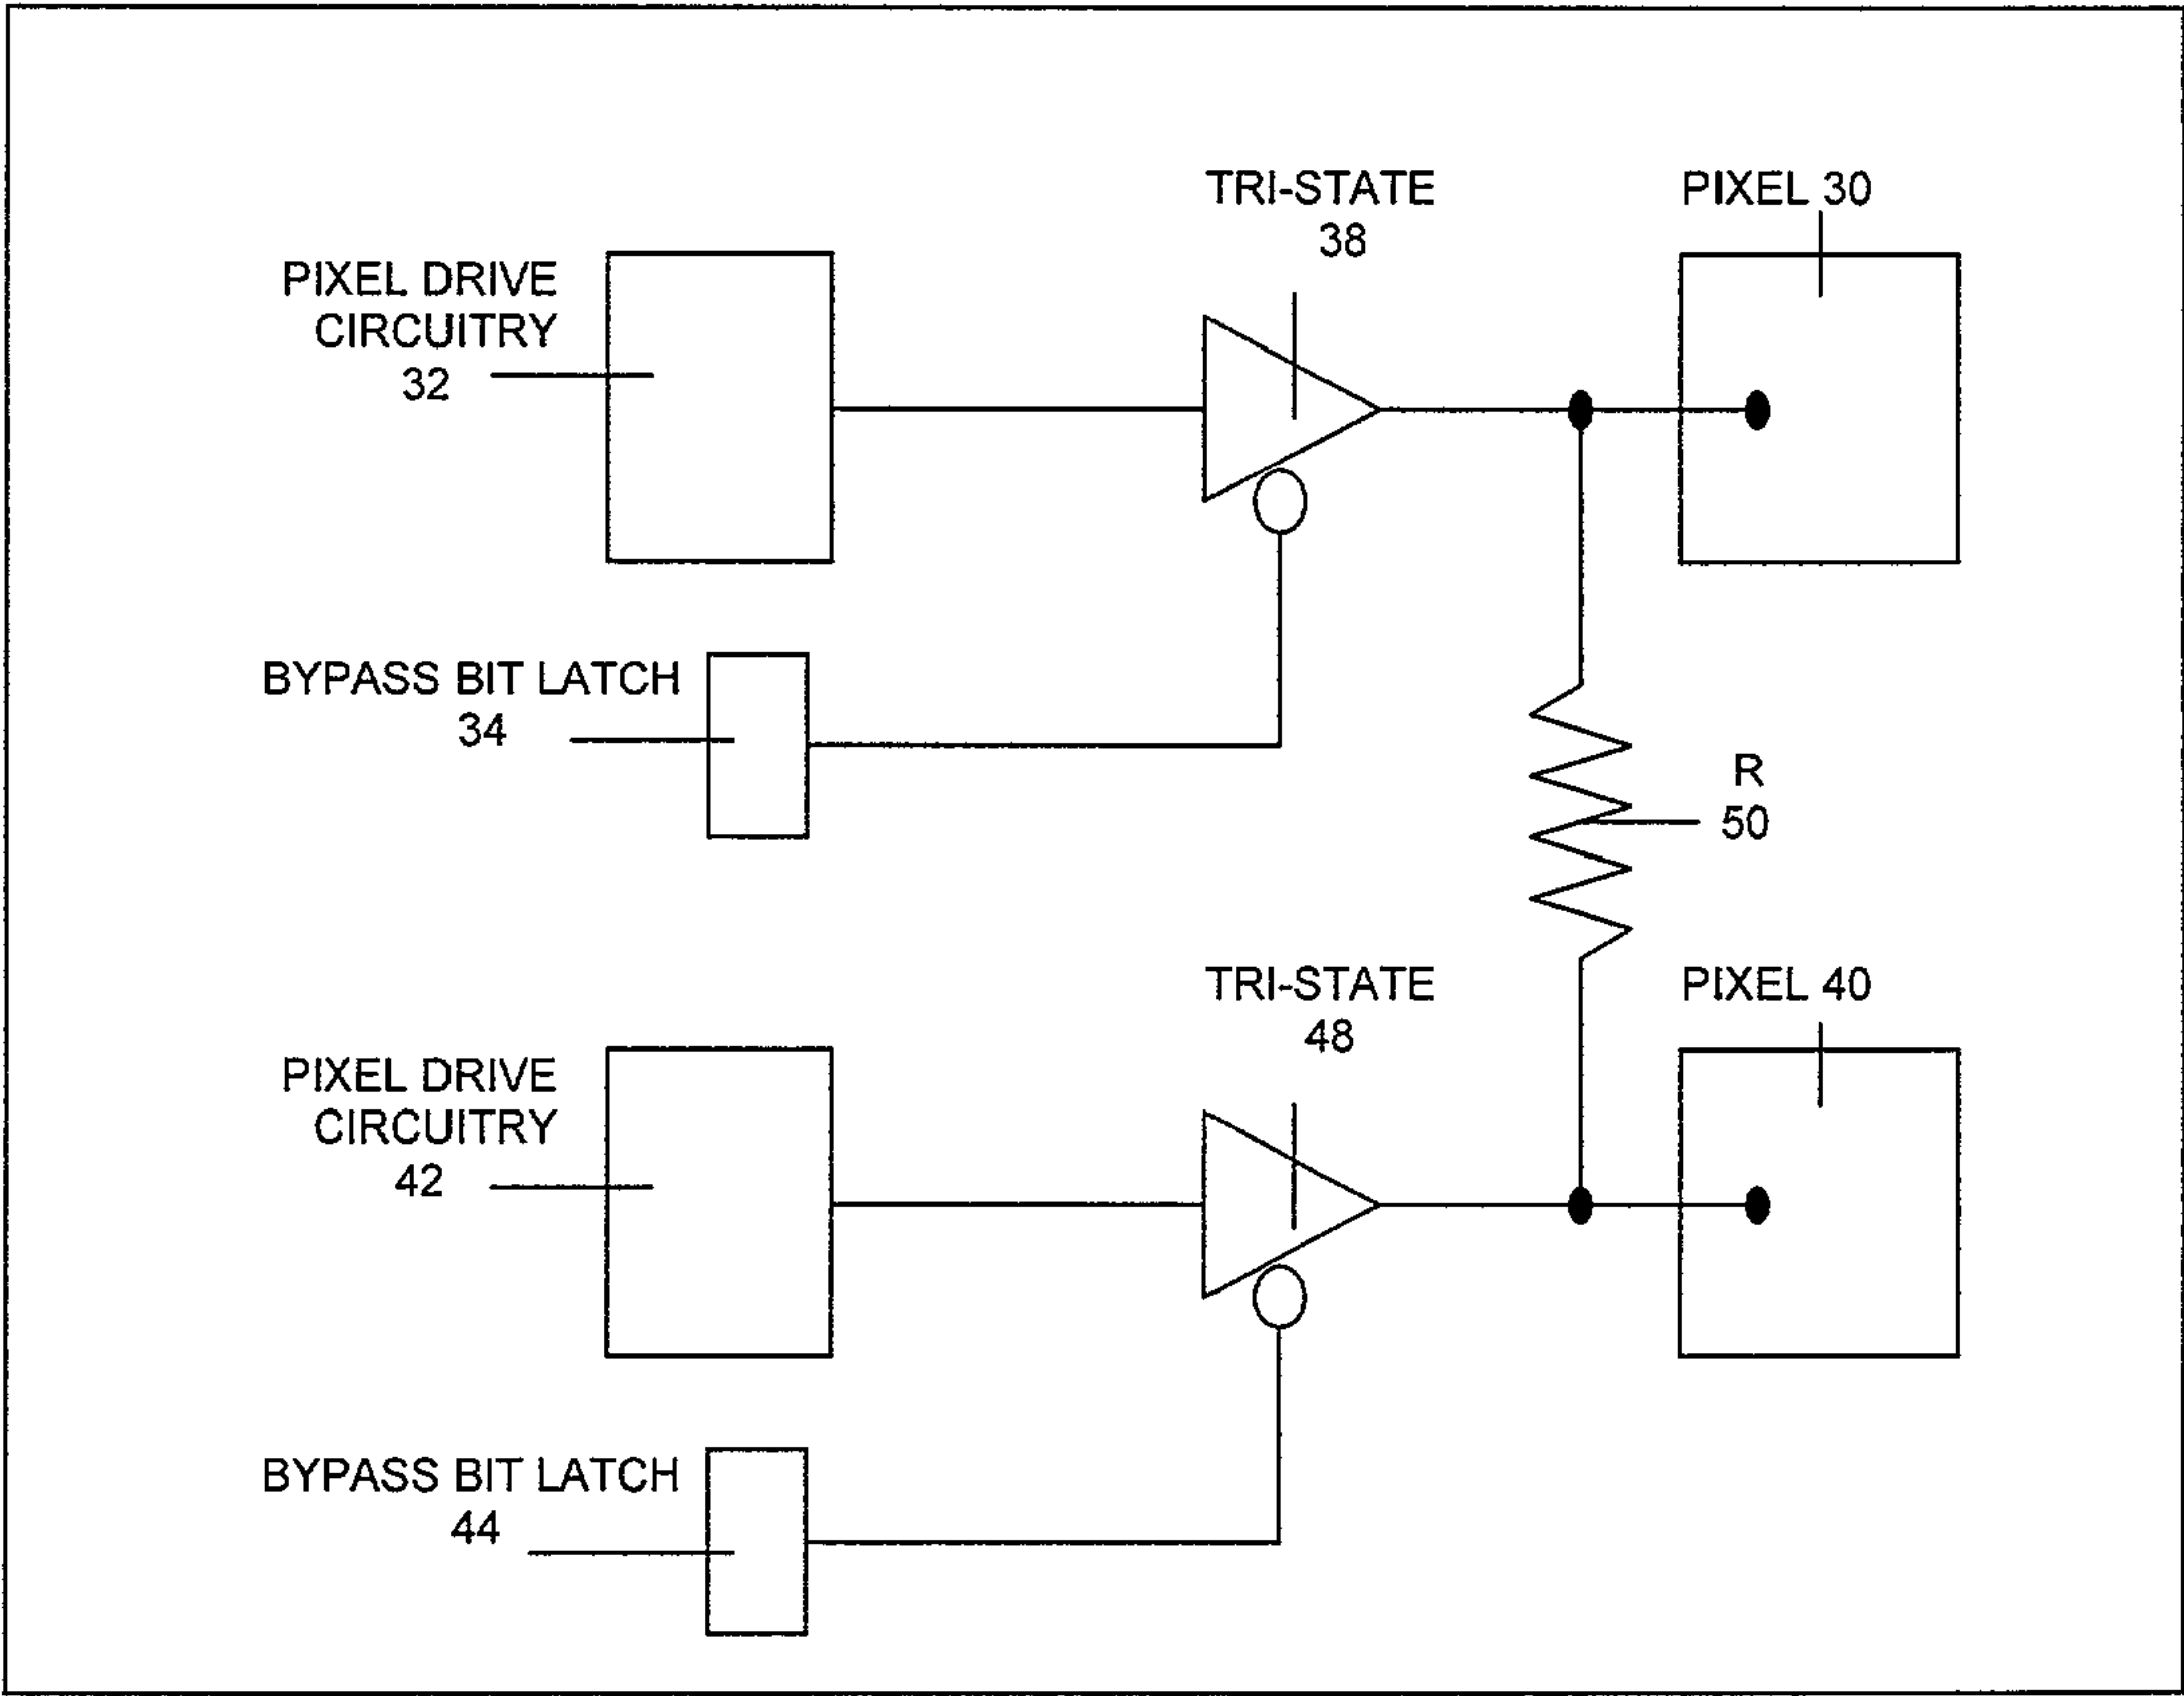 TRI-STATE
38
PIXEL 30
PIXEL DRIVE
CIRCUITRY
32
BYPASS BIT LATCH
34
R
50
TRI-STATE
48
PIXEL 40
PIXEL DRIVE
CIRCUITRY
42
BYPASS BIT LATCH
44